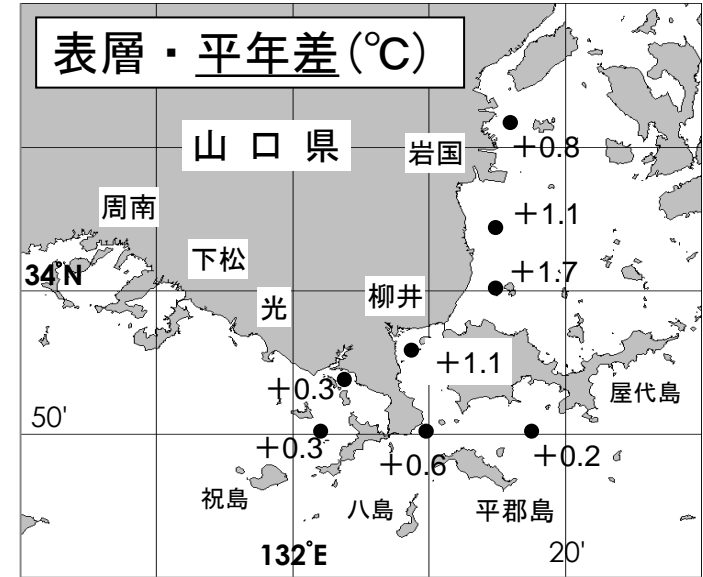 表層・平年差(℃)
山口県
岩国
+0.8
周南
+1.1
下松
34°N
+1.7
光
柳井
+1.1
+0.3
屋代島
50'
+0.3
+0.6
+0.2
祝島
八島
平郡島
132°E
20'